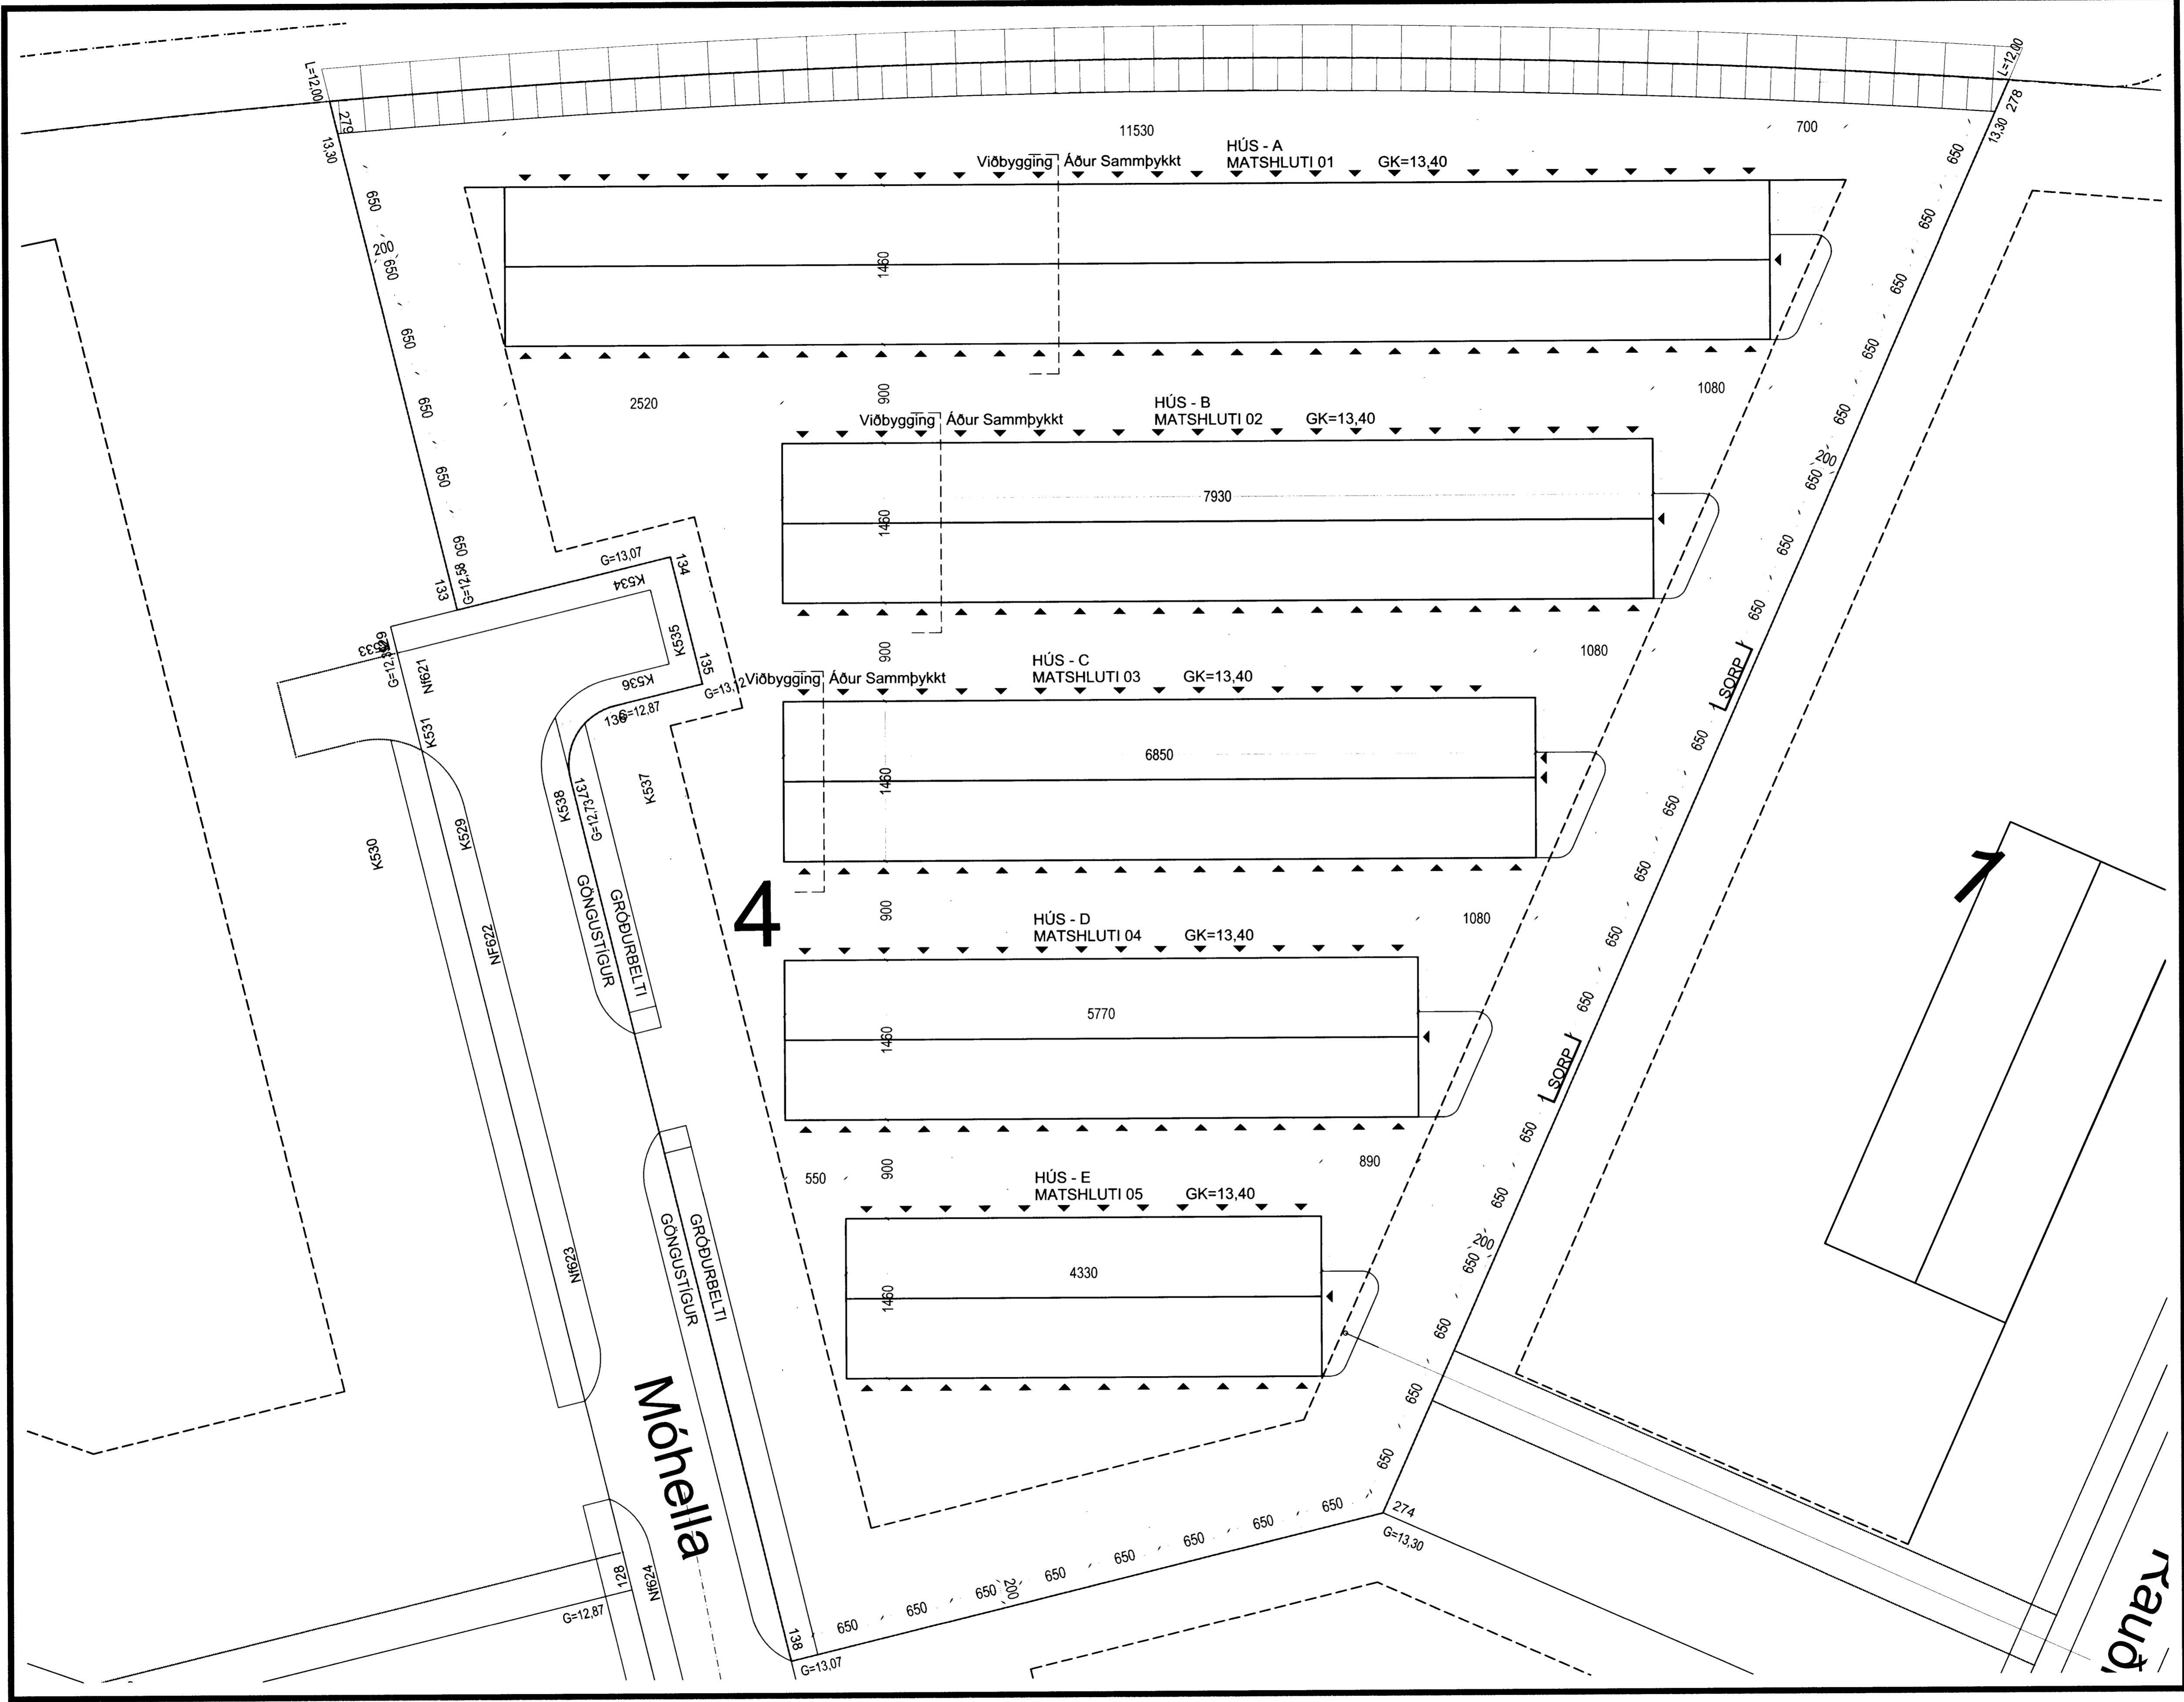 L=12,00
L=12,00
279
278
13,30
13,30
11530
700
HÚS - A
Viðbygging
Áður Sammþykkt
MATSHLUTI 01
GK=13,40
1460
650
200
650
650
650
650
650
2520
900
1080
HÚS - B
Viðbygging
Áður Sammþykkt
MATSHLUTI 02
GK=13,40
7930
1460
900
1080
HÚS - C
Viðbygging
Áður Sammþykkt
MATSHLUTI 03
GK=13,40
6850
1460
4
900
1080
HÚS - D
MATSHLUTI 04
GK=13,40
5770
1460
550
900
890
HÚS - E
MATSHLUTI 05
GK=13,40
4330
1460
650
650
650
650
650
200
650
650
650
SORP
650
650
650
650
650
650
SORP
650
650
200
650
650
650
650
1
133
G=12,58
G=13,07
134
K534
K535
135
G=13,12
K536
G=12,87
136
K533
Nf621
K531
K530
K529
NF622
K538
137
G=12,73
K537
GÖNGUSTÍGUR
GRÓÐURBELTI
Nf623
GÖNGUSTÍGUR
GRÓÐURBELTI
Móhella
128
Nf624
G=12,87
138
G=13,07
650
650
650
200
650
650
650
650
650
274
G=13,30